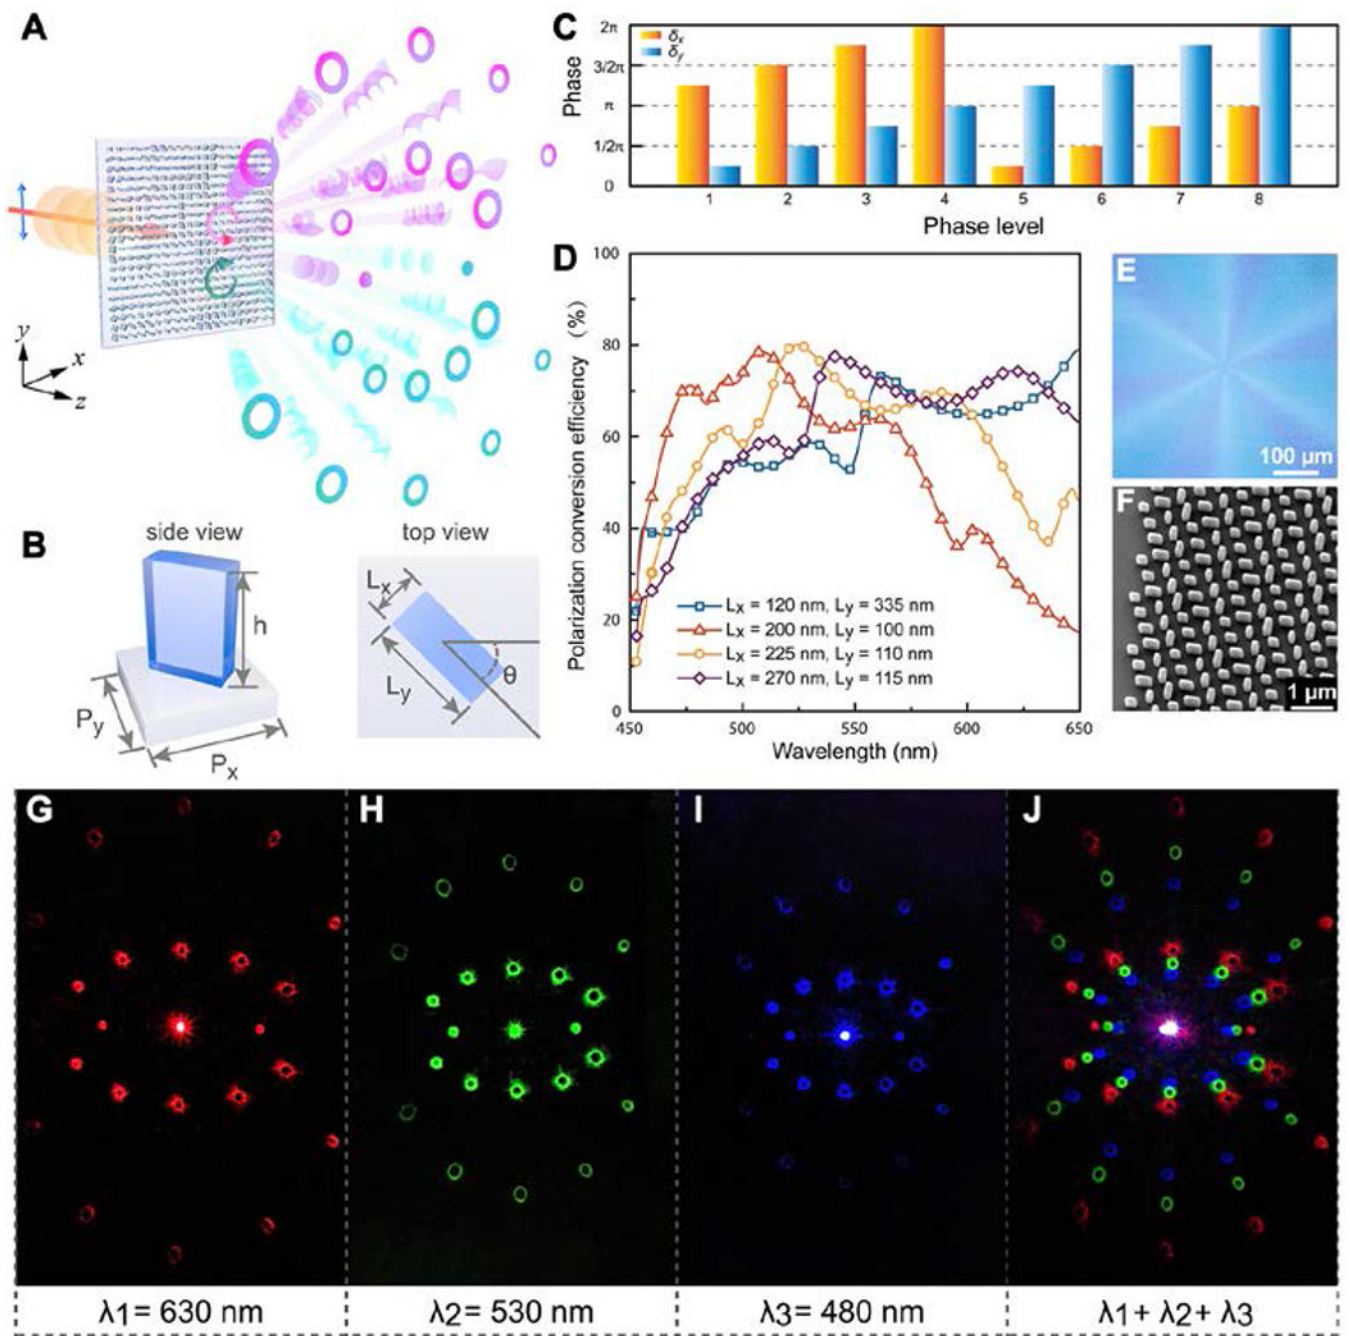 A
y
x
z
B
side view
top view
h
Py
Px
Lx
Ly
θ
C
2π
3/2π
π
1/2π
0
Phase
δx
δy
1 2 3 4 5 6 7 8
Phase level
D
100
80
60
40
20
0
Polarization conversion efficiency (%)
Lx = 120 nm, Ly = 335 nm
Lx = 200 nm, Ly = 100 nm
Lx = 225 nm, Ly = 110 nm
Lx = 270 nm, Ly = 115 nm
450 500 550 600 650
Wavelength (nm)
E
100 μm
F
1 μm
G
H
I
J
λ1= 630 nm
λ2= 530 nm
λ3= 480 nm
λ1+ λ2+ λ3